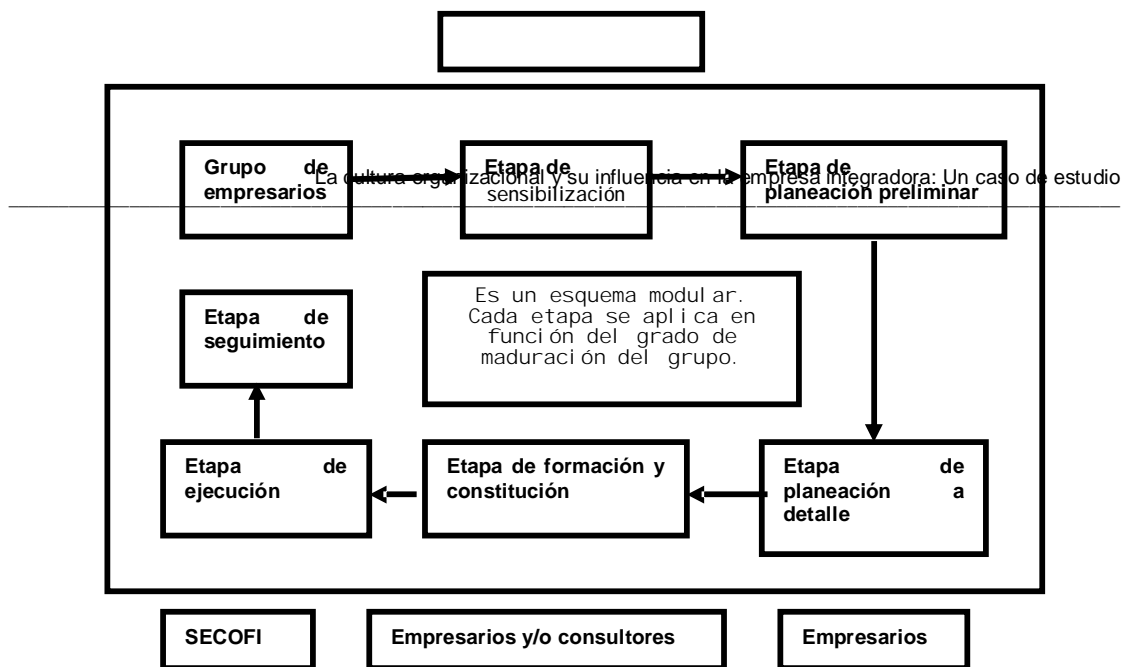 La cultura organizacional y su influencia en la empresa integradora: Un caso de estudio
Grupo de
empresarios
Etapa de
sensibilización
Etapa de
planeación preliminar
Es un esquema modular.
Cada etapa se aplica en
función del grado de
maduración del grupo.
Etapa de
seguimiento
Etapa de
ejecución
Etapa de formación y
constitución
Etapa de
planeación a
detalle
SECOFI
Empresarios y/o consultores
Empresarios